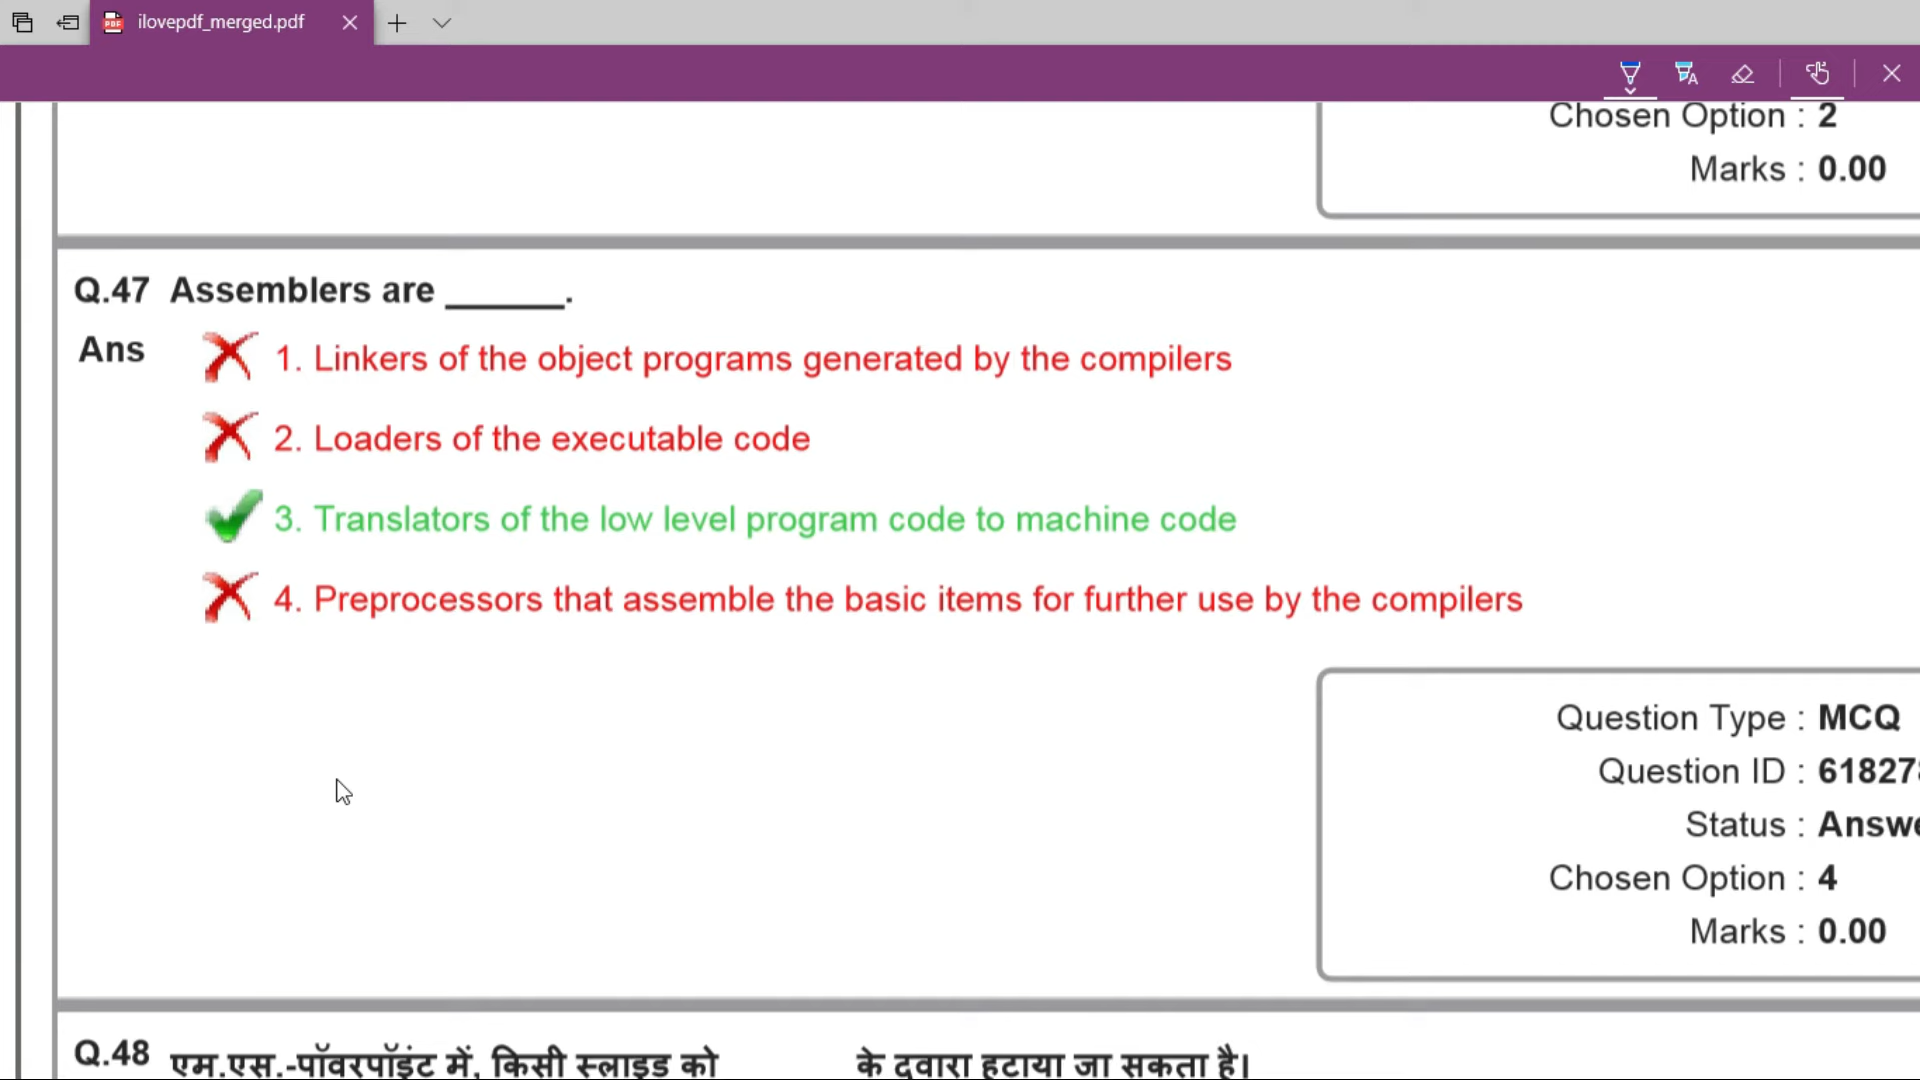 ilovepdf_merged.pdf
Chosen Option : 2
Marks : 0.00
Q.47 Assemblers are ______.
Ans
1. Linkers of the object programs generated by the compilers
2. Loaders of the executable code
3. Translators of the low level program code to machine code
4. Preprocessors that assemble the basic items for further use by the compilers
Question Type : MCQ
Question ID : 61827
Status : Answe
Chosen Option : 4
Marks : 0.00
Q.48 एम.एस.-पॉवरपॉइंट में, किसी स्लाइड को के द्वारा हटाया जा सकता है।